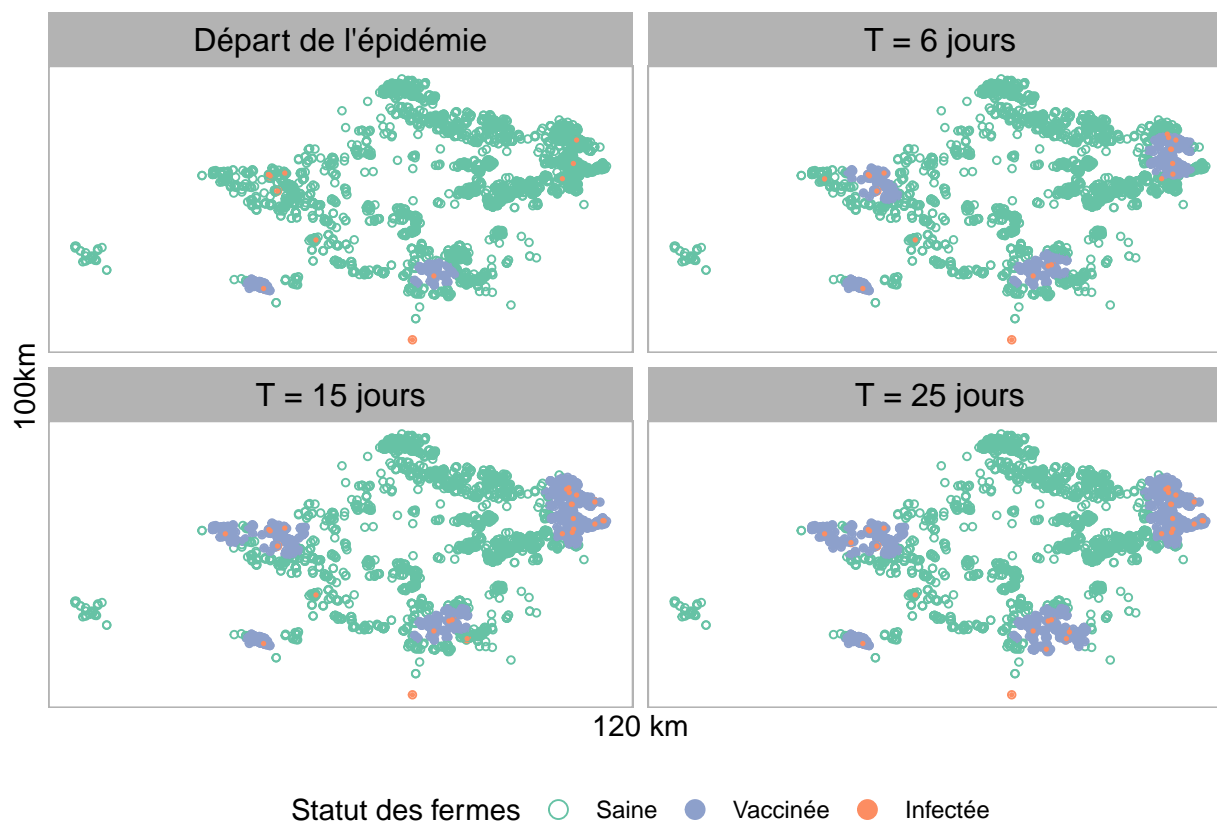 Départ de l'épidémie
T = 6 jours
T = 15 jours
T = 25 jours
100km
120 km
Statut des fermes Saine Vaccinée Infectée